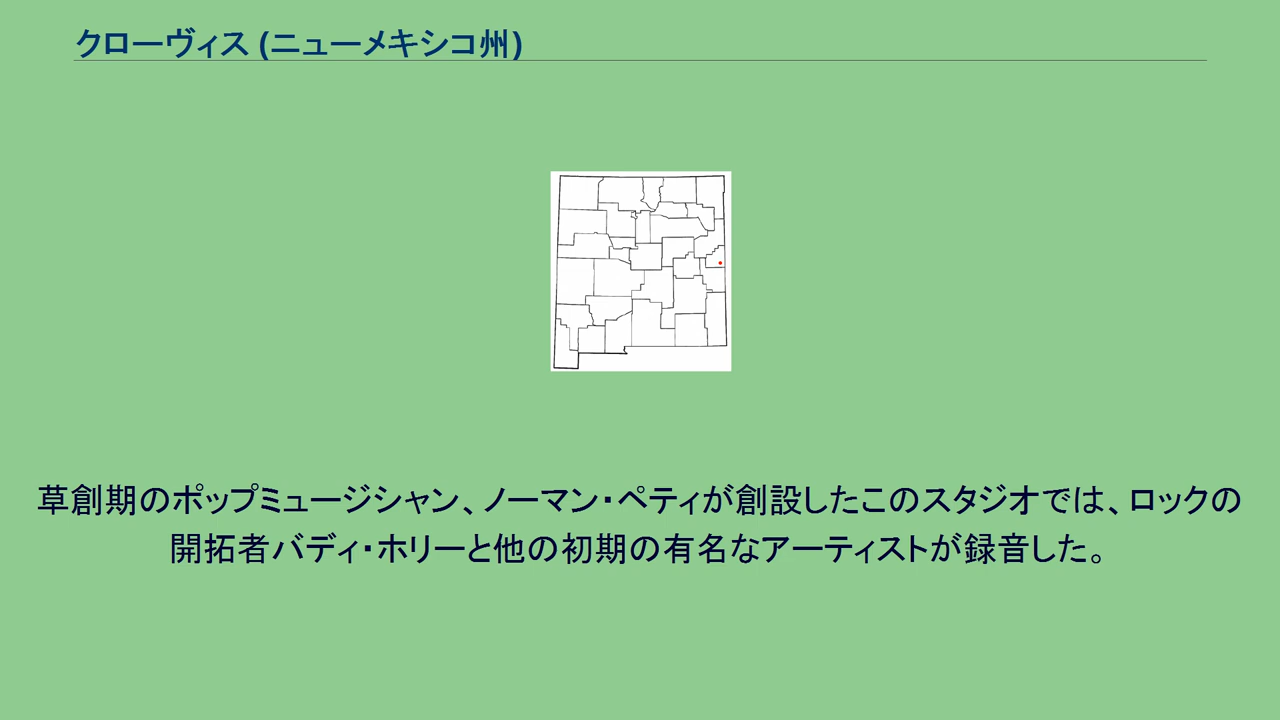 クローヴィス (ニューメキシコ州)
草創期のポップミュージシャン、ノーマン・ペティが創設したこのスタジオでは、ロックの
開拓者バディ・ホリーと他の初期の有名なアーティストが録音した。